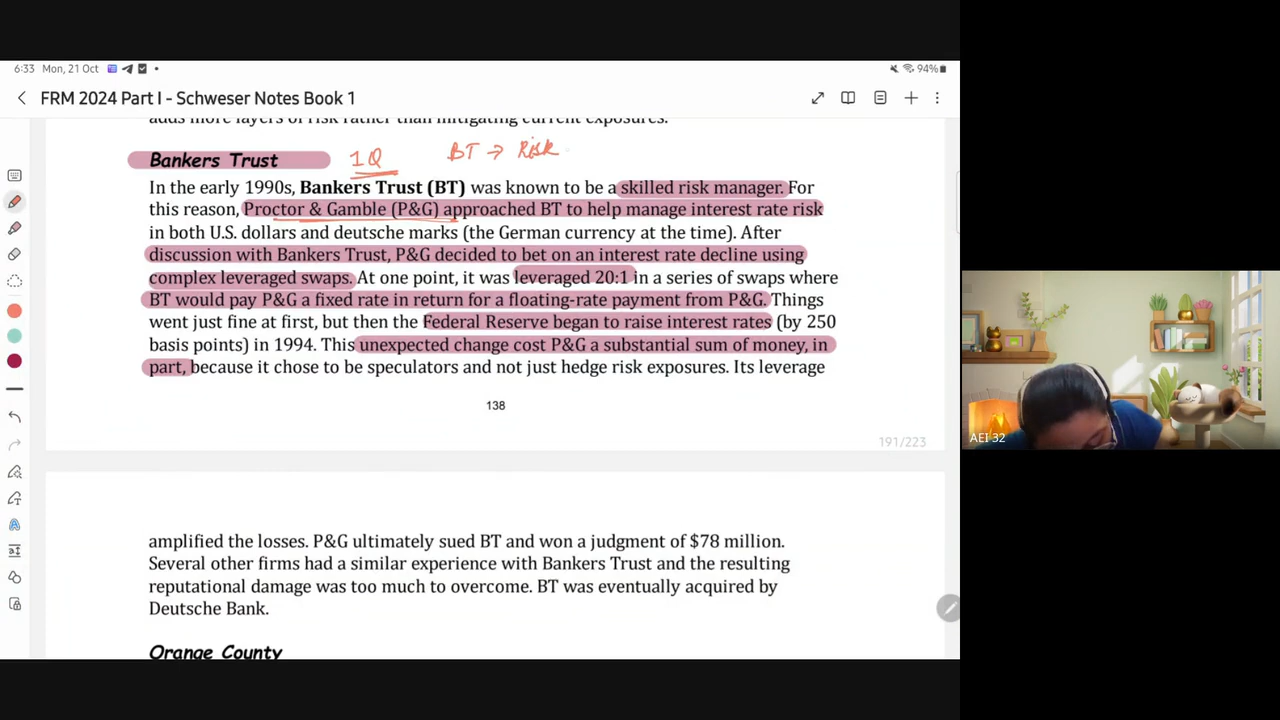 6:33 Mon, 21 Oct
94%
FRM 2024 Part I - Schweser Notes Book 1
adds more layers of risk rather than mitigating current exposures.
Bankers Trust 1Q BT → Risk
In the early 1990s, Bankers Trust (BT) was known to be a skilled risk manager. For
this reason, Proctor & Gamble (P&G) approached BT to help manage interest rate risk
in both U.S. dollars and deutsche marks (the German currency at the time). After
discussion with Bankers Trust, P&G decided to bet on an interest rate decline using
complex leveraged swaps. At one point, it was leveraged 20:1 in a series of swaps where
BT would pay P&G a fixed rate in return for a floating-rate payment from P&G. Things
went just fine at first, but then the Federal Reserve began to raise interest rates (by 250
basis points) in 1994. This unexpected change cost P&G a substantial sum of money, in
part, because it chose to be speculators and not just hedge risk exposures. Its leverage
138
191/223
amplified the losses. P&G ultimately sued BT and won a judgment of $78 million.
Several other firms had a similar experience with Bankers Trust and the resulting
reputational damage was too much to overcome. BT was eventually acquired by
Deutsche Bank.
Orange County
AEI 32